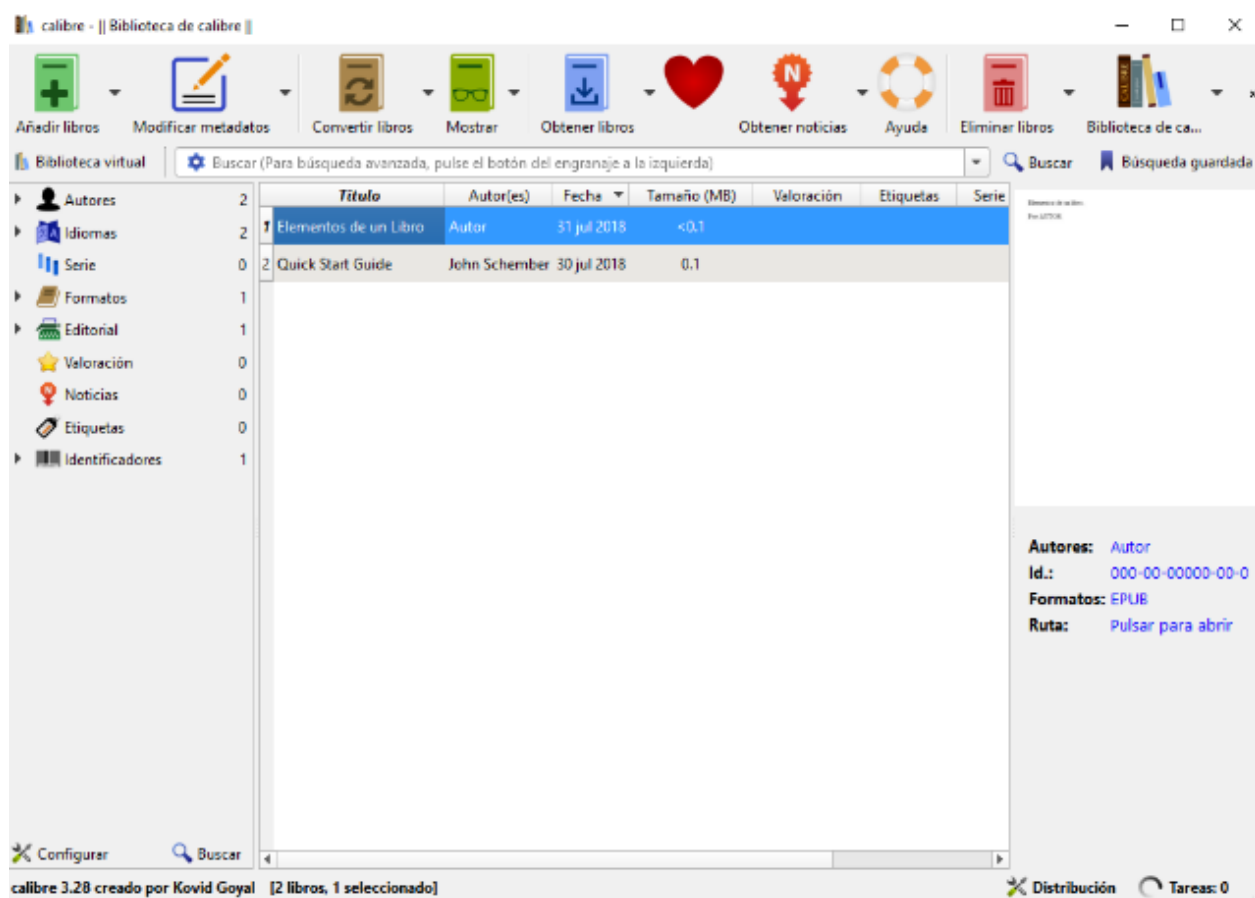 calibre - || Biblioteca de calibre ||
Añadir libros Modificar metadatos Convertir libros Mostrar Obtener libros Obtener noticias Ayuda Eliminar libros Biblioteca de ca...
Biblioteca virtual Buscar (Para búsqueda avanzada, pulse el botón del engranaje a la izquierda) Buscar Búsqueda guardada
Autores 2
Idiomas 2
Serie 0
Formatos 1
Editorial 1
Valoración 0
Noticias 0
Etiquetas 0
Identificadores 1
Título Autor(es) Fecha Tamaño (MB) Valoración Etiquetas Serie
1 Elementos de un Libro Autor 31 jul 2018 <0.1
2 Quick Start Guide John Schember 30 jul 2018 0.1
Autores: Autor
Id.: 000-00-00000-00-0
Formatos: EPUB
Ruta: Pulsar para abrir
Configurar Buscar
calibre 3.28 creado por Kovid Goyal [2 libros, 1 seleccionado] Distribución Tareas: 0